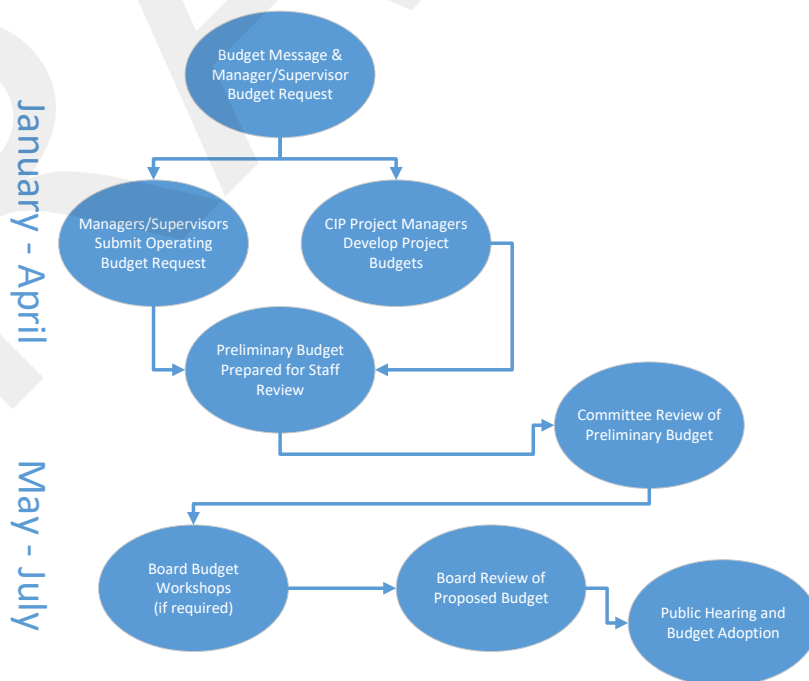 Budget Message &
Manager/Supervisor
Budget Request
January - April
Managers/Supervisors
Submit Operating
Budget Request
CIP Project Managers
Develop Project
Budgets
Preliminary Budget
Prepared for Staff
Review
Committee Review of
Preliminary Budget
May - July
Board Budget
Workshops
(if required)
Board Review of
Proposed Budget
Public Hearing and
Budget Adoption